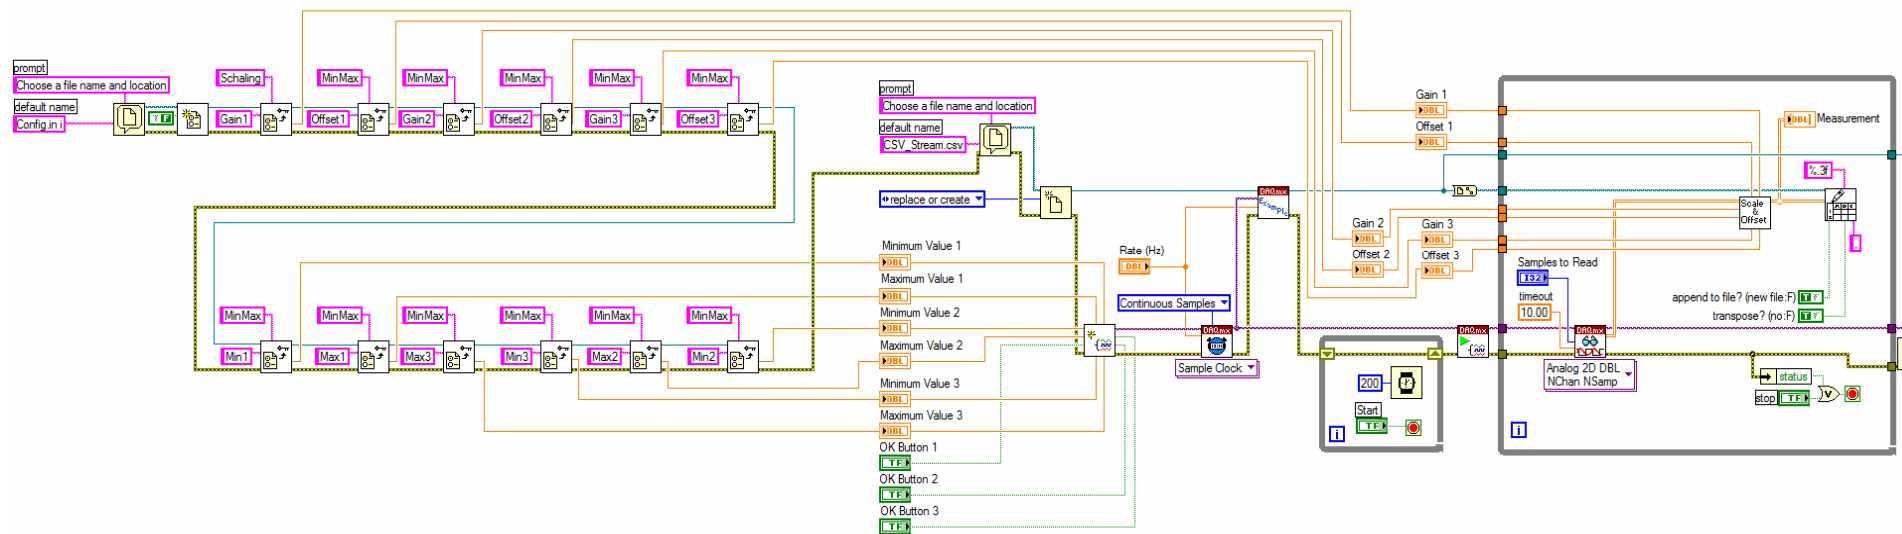 prompt
Choose a file name and location
default name
Config.in i
T F
Schaling
MinMax
MinMax
MinMax
MinMax
MinMax
Gain1
Offset1
Gain2
Offset2
Gain3
Offset3
prompt
Choose a file name and location
default name
CSV_Stream.csv
replace or create
Minimum Value 1
DBL
Maximum Value 1
DBL
Minimum Value 2
DBL
Maximum Value 2
DBL
Minimum Value 3
DBL
Maximum Value 3
DBL
OK Button 1
TF
OK Button 2
TF
OK Button 3
TF
MinMax
MinMax
MinMax
MinMax
MinMax
MinMax
Min1
Max1
Max3
Min3
Max2
Min2
DAQmx
Example
Rate (Hz)
DBL
Continuous Samples
DAQmx
Sample Clock
Gain 1
DBL
Offset 1
DBL
Gain 2
DBL
Offset 2
DBL
Gain 3
DBL
Offset 3
DBL
200
Start
TF
i
DAQmx
DBL
Measurement
%.3f
Scale
&
Offset
,
Samples to Read
I32
timeout
10.00
DAQmx
Analog 2D DBL
NChan NSamp
append to file? (new file:F)
T F
transpose? (no:F)
T F
status
stop
TF
V
i